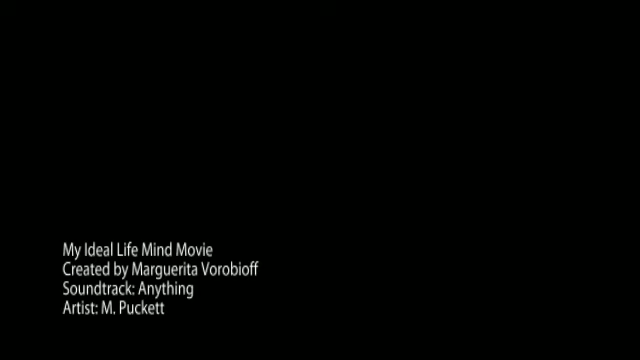 My Ideal Life Mind Movie
Created by Marguerita Vorobioff
Soundtrack: Anything
Artist: M. Puckett